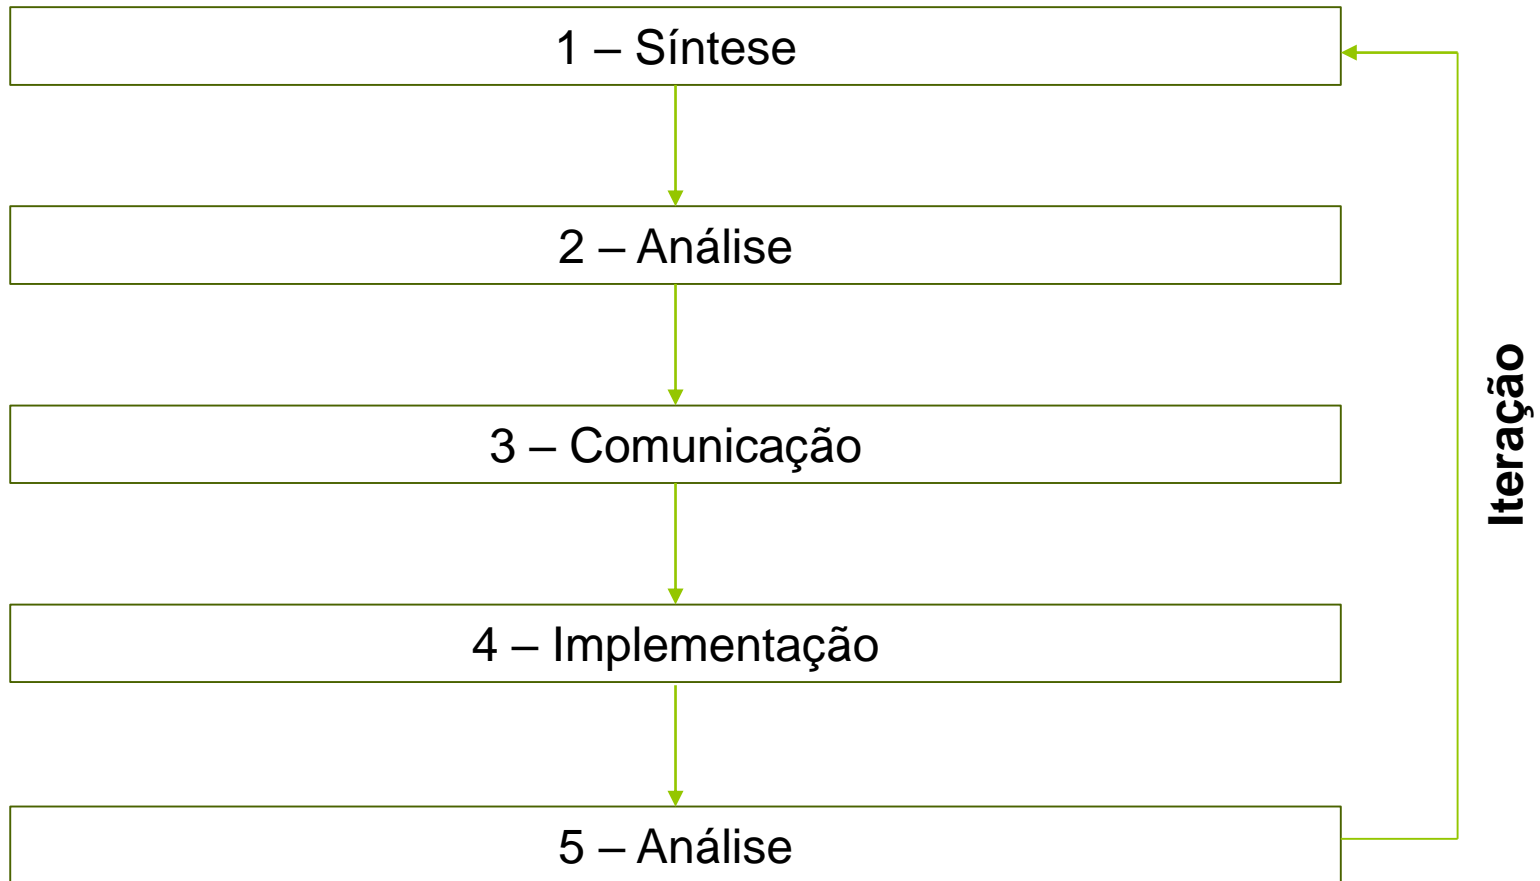 1 – Síntese
2 – Análise
3 – Comunicação
4 – Implementação
5 – Análise
Iteração